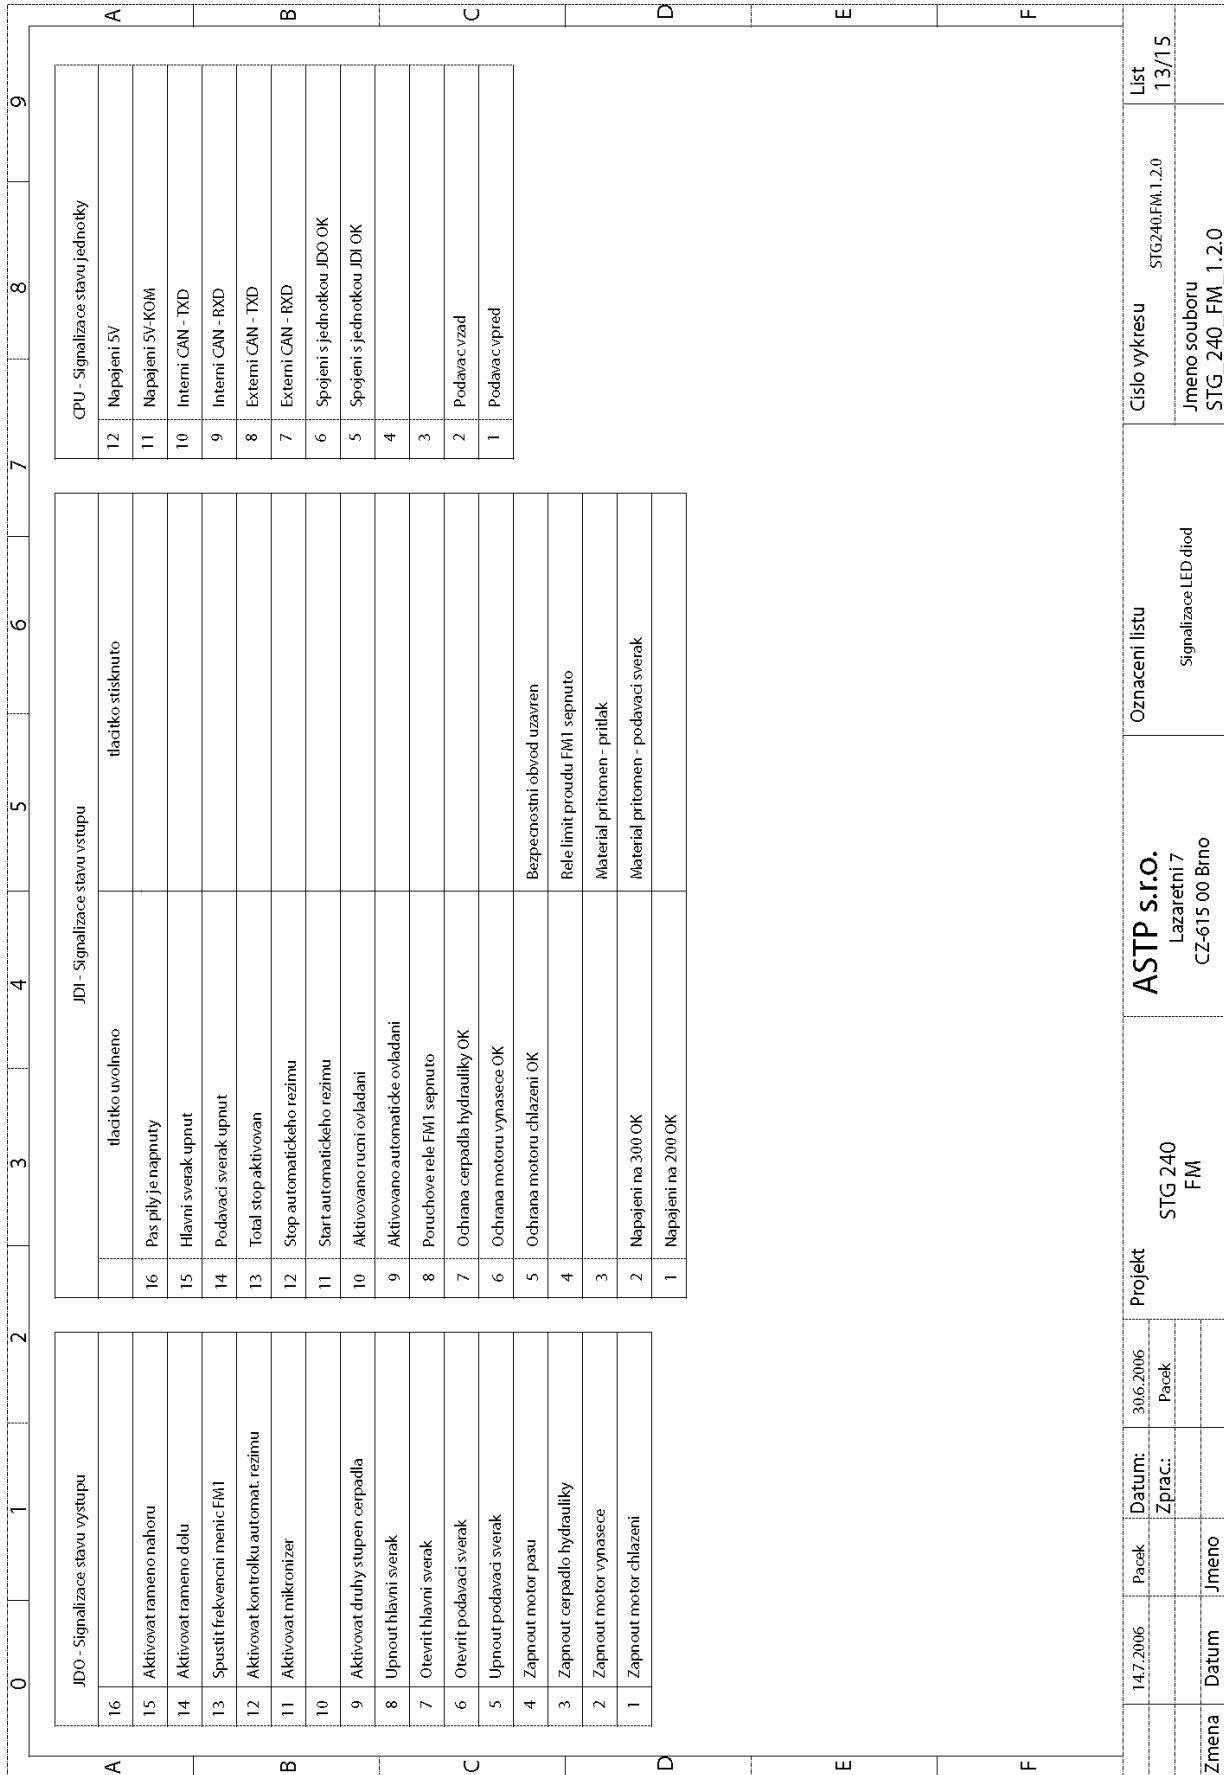 0 1 2 3 4 5 6 7 8 9
A A
B B
C C
D D
E E
F F
JDO - Signalizace stavu vystupu
16
15 Aktivovat rameno nahoru
14 Aktivovat rameno dolu
13 Spustit frekvencni menic FM1
12 Aktivovat kontrolku automat. rezimu
11 Aktivovat mikronizer
10
9 Aktivovat druhy stupen cerpadla
8 Upnout hlavni sverak
7 Otevrit hlavni sverak
6 Otevrit podavaci sverak
5 Upnout podavaci sverak
4 Zapnout motor pasu
3 Zapnout cerpadlo hydrauliky
2 Zapnout motor vynasece
1 Zapnout motor chlazeni
JDI - Signalizace stavu vstupu
tlacitko uvolneno tlacitko stisknuto
16 Pas pily je napnuty
15 Hlavni sverak upnut
14 Podavaci sverak upnut
13 Total stop aktivovan
12 Stop automatickeho rezimu
11 Start automatickeho rezimu
10 Aktivovano rucni ovladani
9 Aktivovano automaticke ovladani
8 Poruchove rele FM1 sepnuto
7 Ochrana cerpadla hydrauliky OK
6 Ochrana motoru vynasece OK
5 Ochrana motoru chlazeni OK Bezpecnostni obvod uzavren
4 Rele limit proudu FM1 sepnuto
3 Material pritomen - pritlak
2 Napajeni na 300 OK Material pritomen - podavaci sverak
1 Napajeni na 200 OK
CPU - Signalizace stavu jednotky
12 Napajeni 5V
11 Napajeni 5V-KOM
10 Interni CAN - TXD
9 Interni CAN - RXD
8 Externi CAN - TXD
7 Externi CAN - RXD
6 Spojeni s jednotkou JDO OK
5 Spojeni s jednotkou JDI OK
4
3
2 Podavac vzad
1 Podavac vpred
14.7.2006 Pacek
Zmena Datum Jmeno
Datum: 30.6.2006
Zprac.: Pacek
Projekt
STG 240
FM
ASTP s.r.o.
Lazaretni 7
CZ-615 00 Brno
Oznaceni listu
Signalizace LED diod
Cislo vykresu
STG240.FM.1.2.0
Jmeno souboru
STG_240_FM_1.2.0
List
13/15